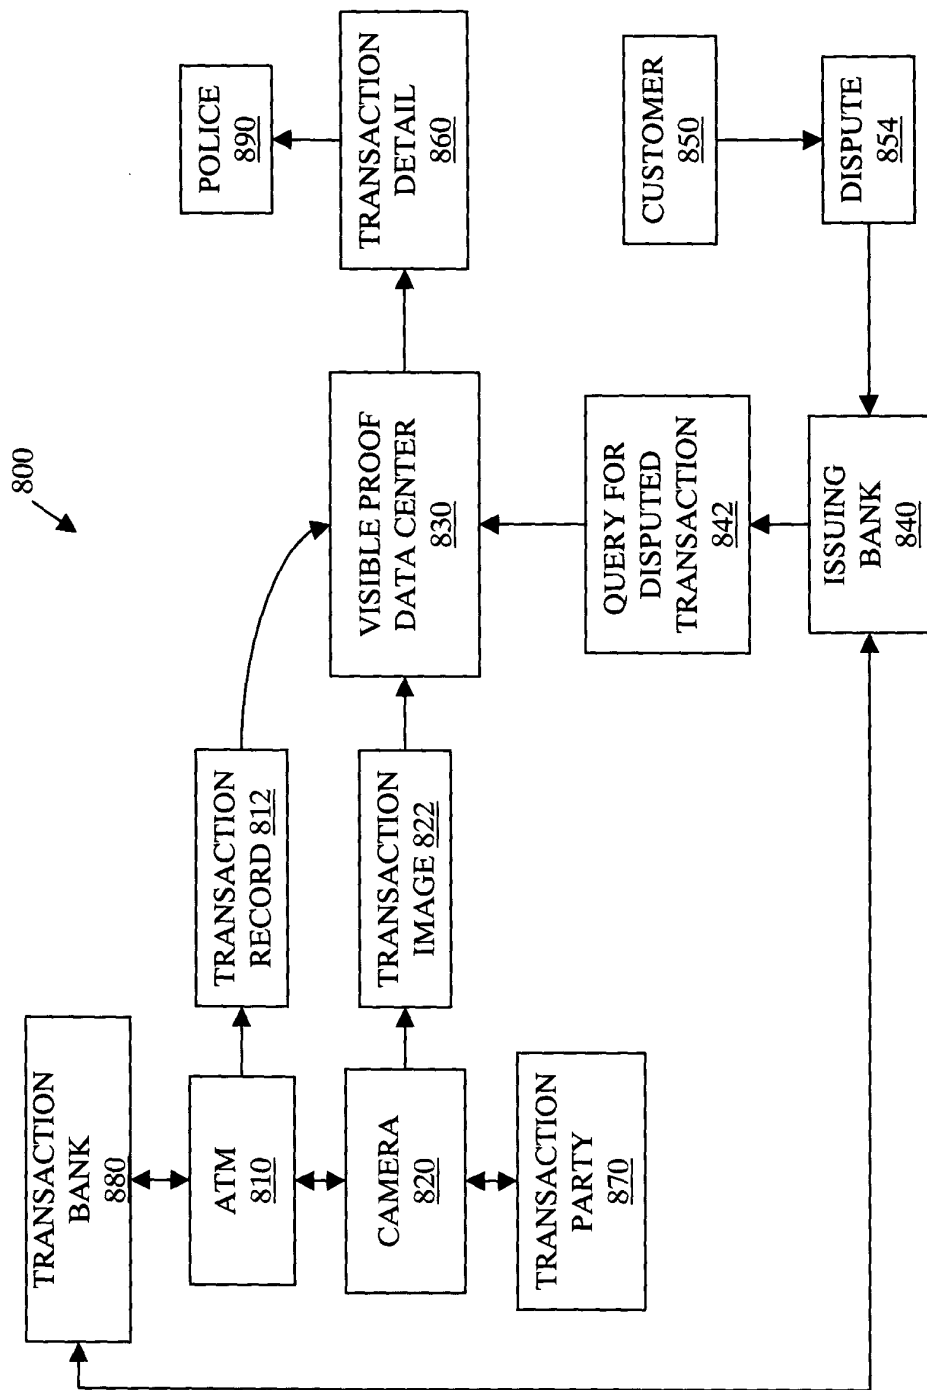 800
TRANSACTION
BANK
880
ATM
810
CAMERA
820
TRANSACTION
PARTY
870
TRANSACTION
RECORD 812
TRANSACTION
IMAGE 822
VISIBLE PROOF
DATA CENTER
830
QUERY FOR
DISPUTED
TRANSACTION
842
ISSUING
BANK
840
POLICE
890
TRANSACTION
DETAIL
860
CUSTOMER
850
DISPUTE
854